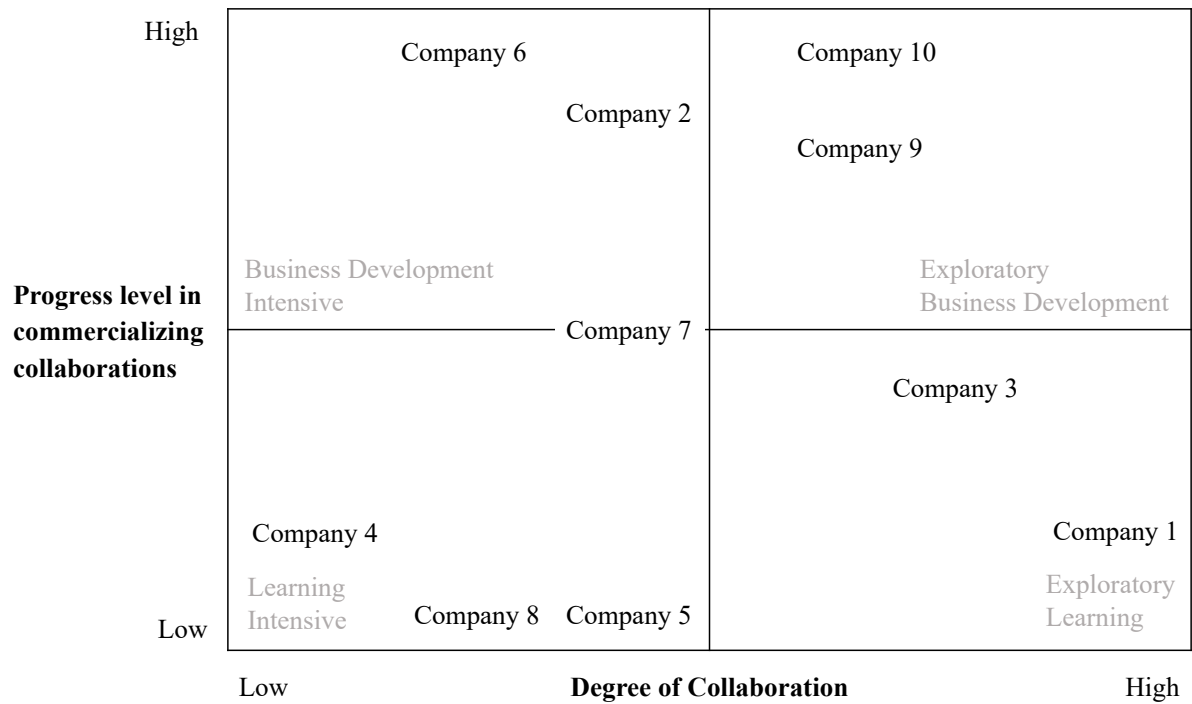 High
Company 6
Company 10
Company 2
Company 9
Business Development
Intensive
Exploratory
Business Development
Progress level in
commercializing
collaborations
Company 7
Company 3
Company 4
Company 1
Learning
Intensive
Exploratory
Learning
Company 8
Company 5
Low
Low
Degree of Collaboration
High